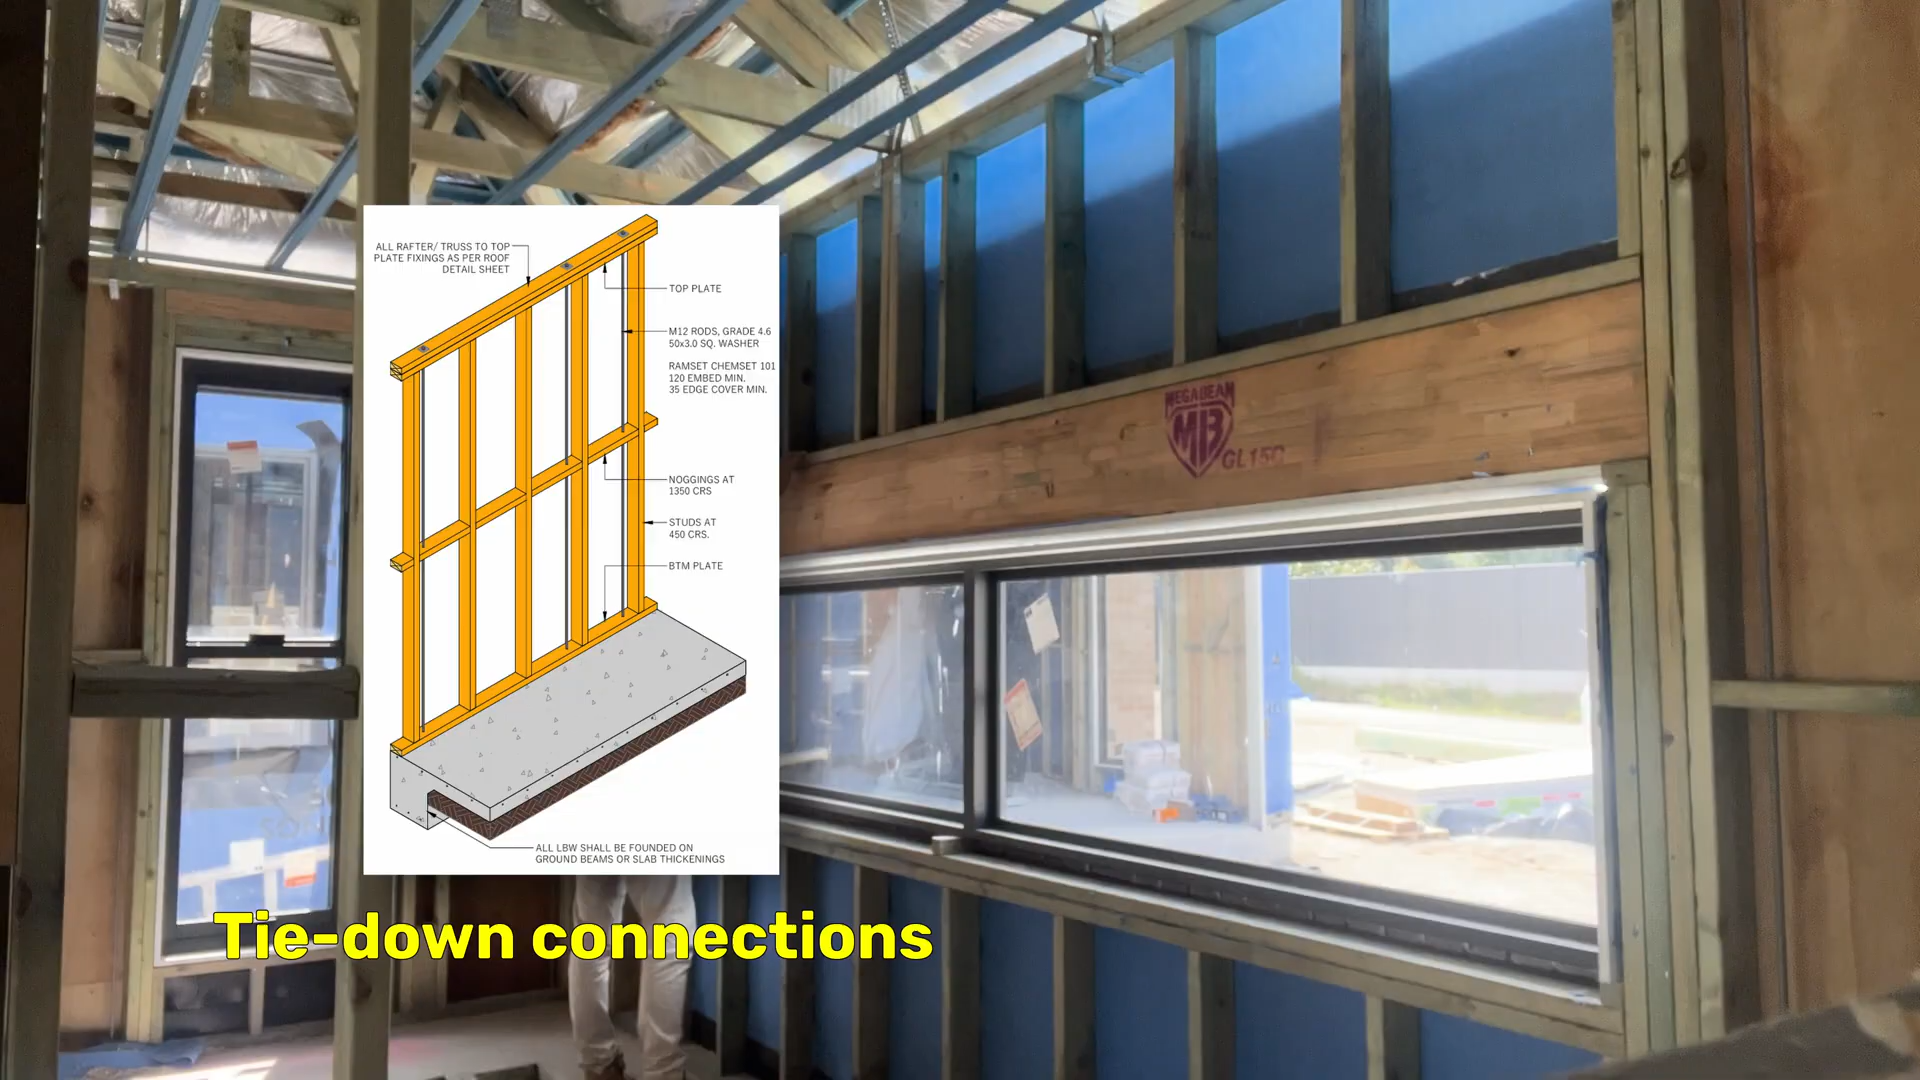 ALL RAFTER/ TRUSS TO TOP
PLATE FIXINGS AS PER ROOF
DETAIL SHEET
TOP PLATE
M12 RODS, GRADE 4.6
50x3.0 SQ. WASHER
RAMSET CHEMSET 101
120 EMBED MIN.
35 EDGE COVER MIN.
NOGGINGS AT
1350 CRS
STUDS AT
450 CRS.
BTM PLATE
ALL LBW SHALL BE FOUNDED ON
GROUND BEAMS OR SLAB THICKENINGS
MEGABEAM
MB
GL15C
Tie-down connections